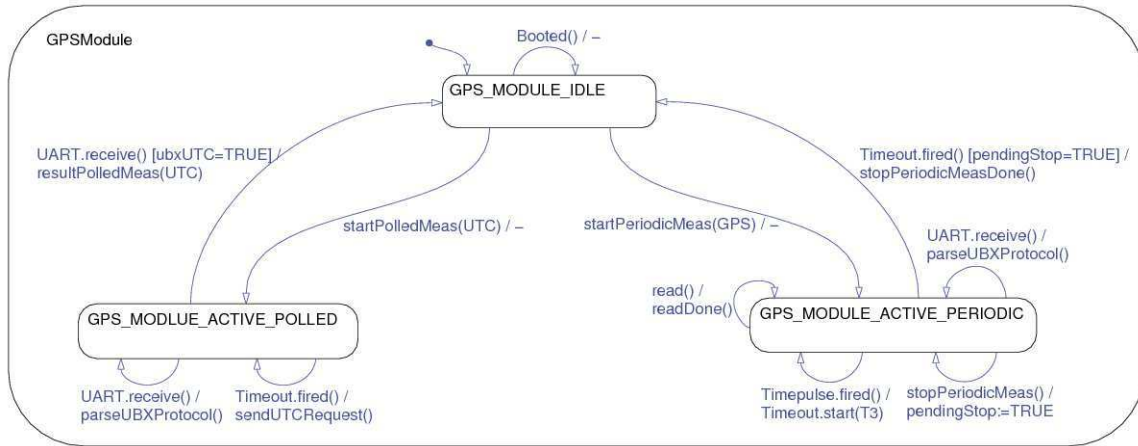 GPSModule
Booted() / –
GPS_MODULE_IDLE
UART.receive() [ubxUTC=TRUE] /
resultPolledMeas(UTC)
Timeout.fired() [pendingStop=TRUE] /
stopPeriodicMeasDone()
startPolledMeas(UTC) / –
startPeriodicMeas(GPS) / –
UART.receive() /
parseUBXProtocol()
read() /
readDone()
GPS_MODLUE_ACTIVE_POLLED
GPS_MODULE_ACTIVE_PERIODIC
UART.receive() /
parseUBXProtocol()
Timeout.fired() /
sendUTCRequest()
Timepulse.fired() /
Timeout.start(T3)
stopPeriodicMeas() /
pendingStop:=TRUE